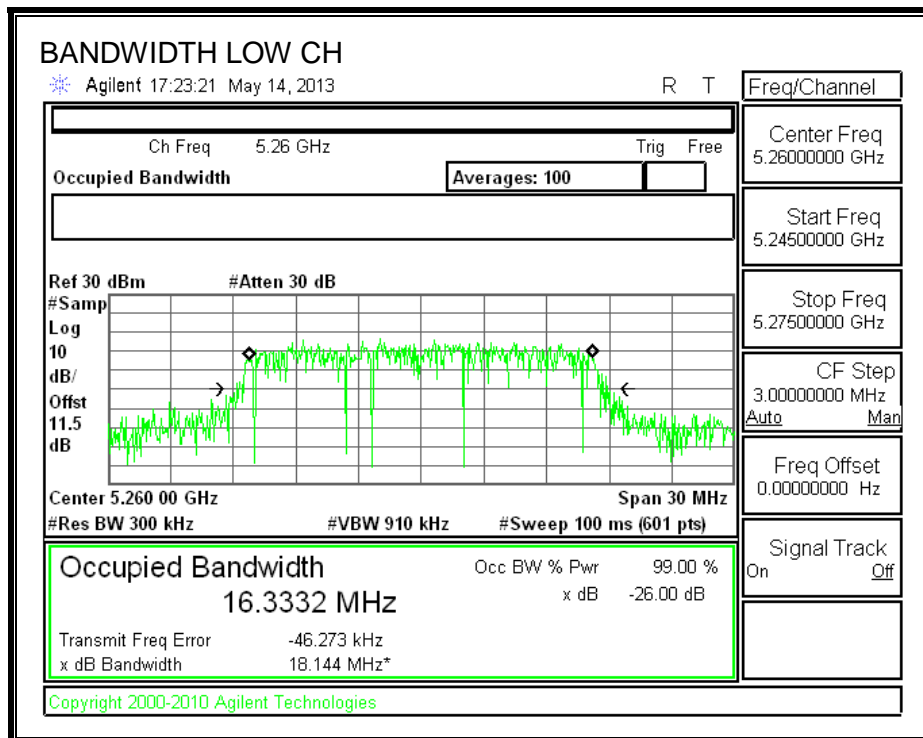 BANDWIDTH LOW CH
Agilent 17:23:21 May 14, 2013 R T
Freq/Channel
Ch Freq 5.26 GHz Trig Free
Occupied Bandwidth Averages: 100
Center Freq
5.26000000 GHz
Start Freq
5.24500000 GHz
Stop Freq
5.27500000 GHz
CF Step
3.00000000 MHz
Auto Man
Freq Offset
0.00000000 Hz
Signal Track
On Off
Ref 30 dBm #Atten 30 dB
#Samp
Log
10
dB/
Offst
11.5
dB
Center 5.260 00 GHz Span 30 MHz
#Res BW 300 kHz #VBW 910 kHz #Sweep 100 ms (601 pts)
Occupied Bandwidth Occ BW % Pwr 99.00 %
16.3332 MHz x dB -26.00 dB
Transmit Freq Error -46.273 kHz
x dB Bandwidth 18.144 MHz*
Copyright 2000-2010 Agilent Technologies